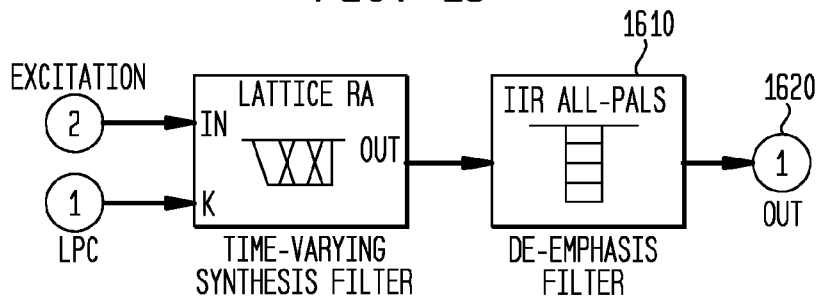 1610
EXCITATION
2
IN
LATTICE RA
OUT
K
1
LPC
TIME-VARYING
SYNTHESIS FILTER
IIR ALL-PALS
DE-EMPHASIS
FILTER
1620
1
OUT